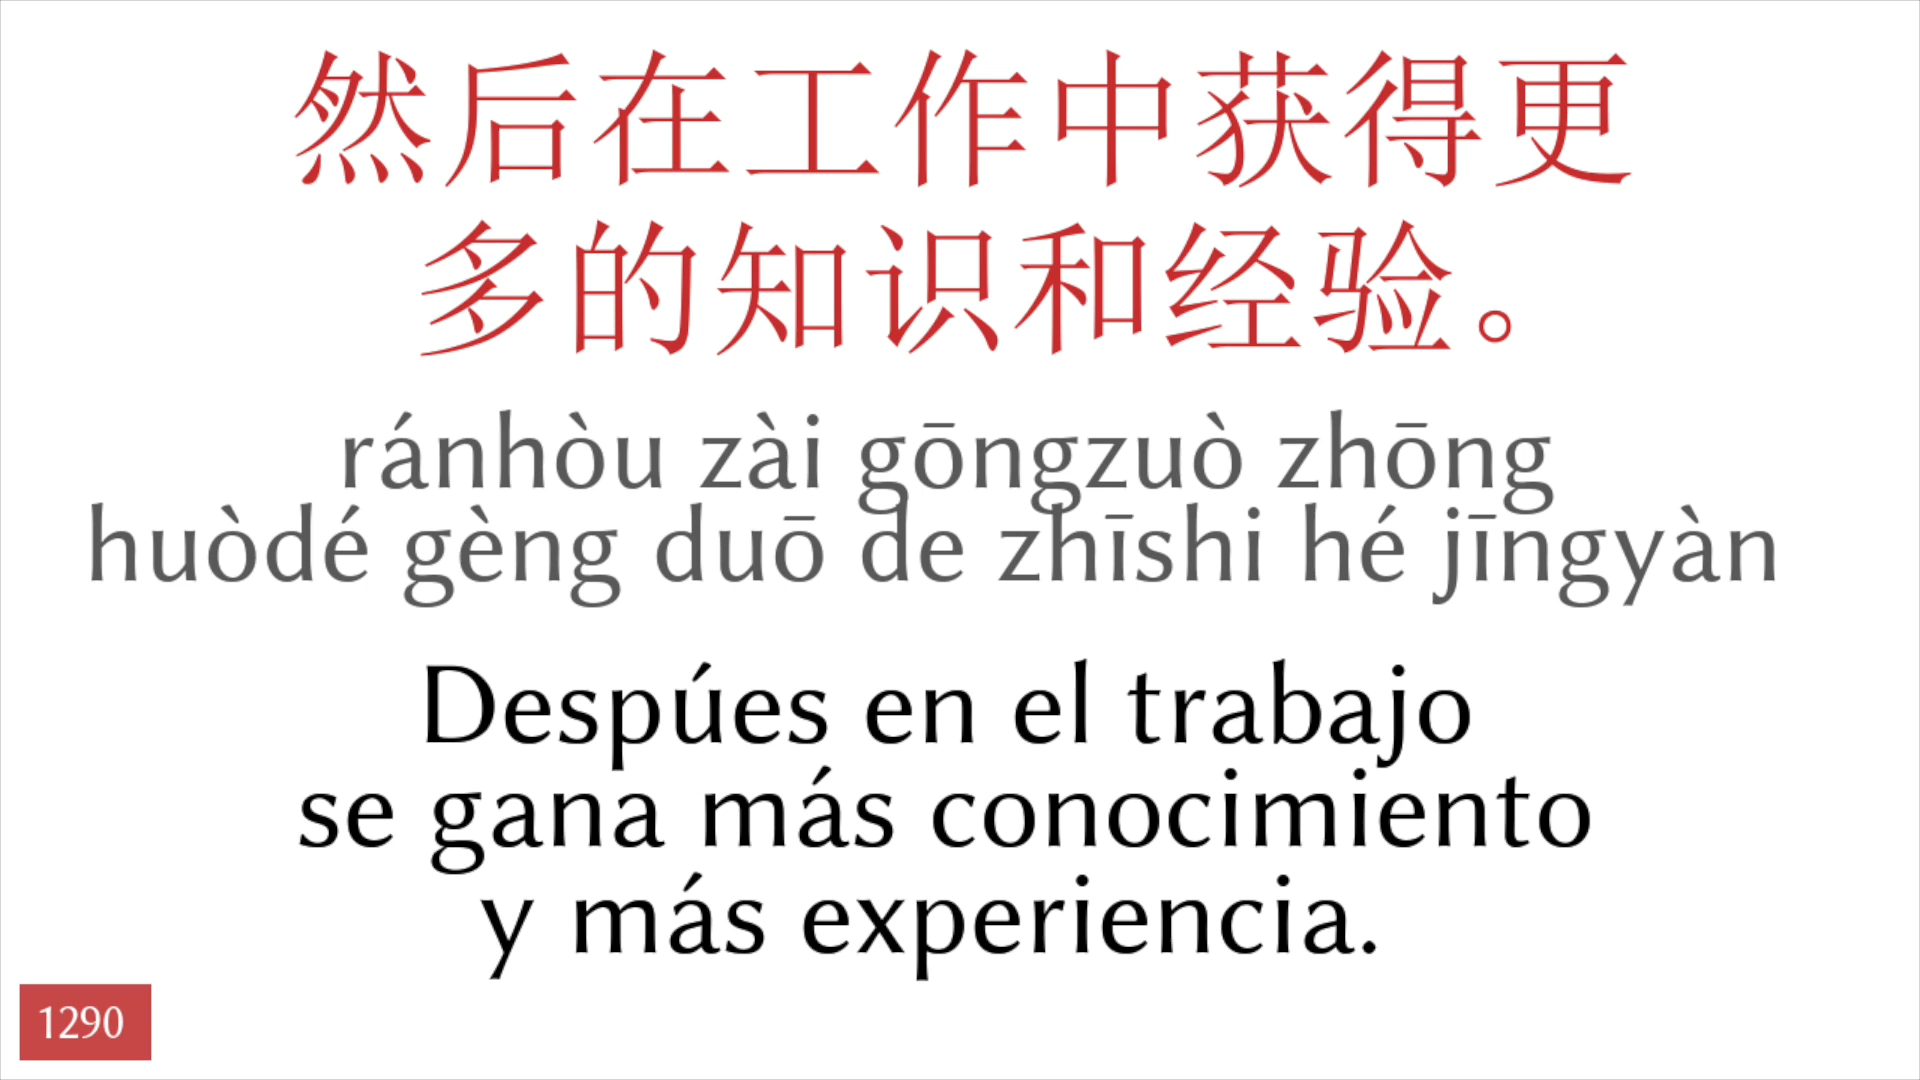 然后在工作中获得更
多的知识和经验。
ránhòu zài gōngzuò zhōng
huòdé gèng duō de zhīshi hé jīngyàn
Despúes en el trabajo
se gana más conocimiento
y más experiencia.
1290